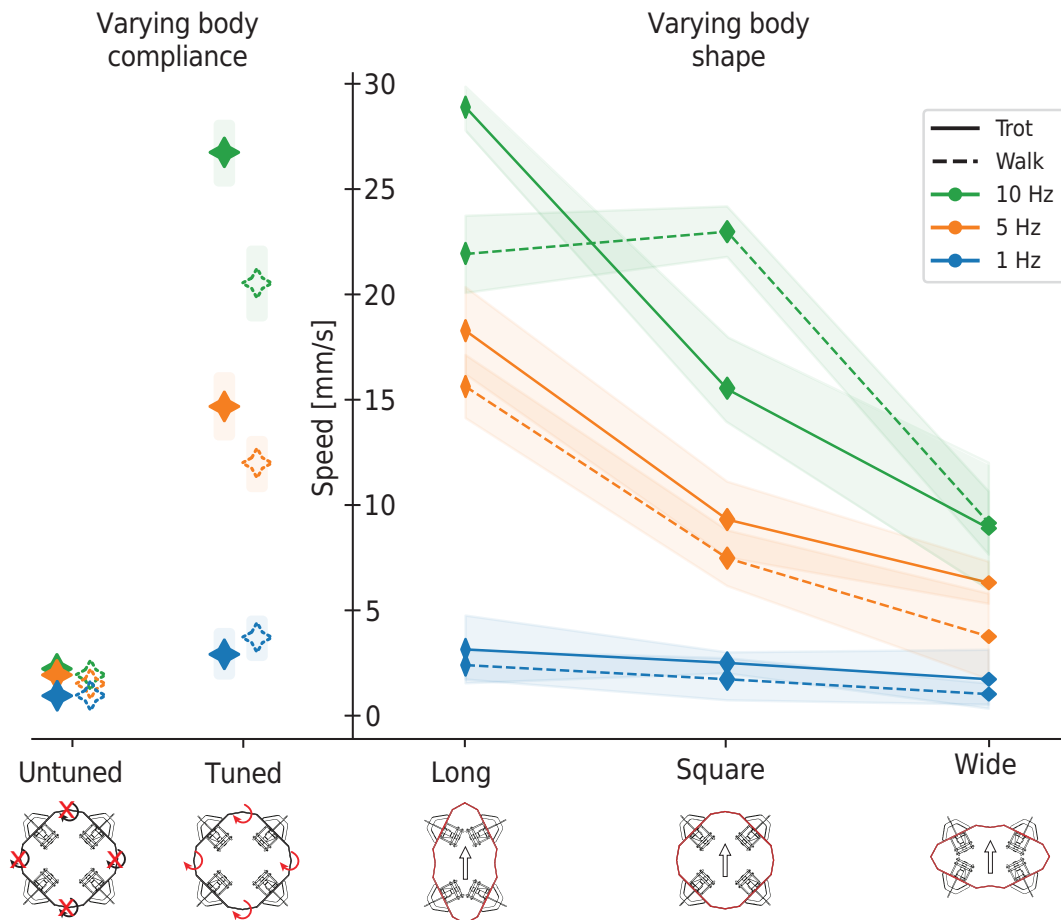 Varying body
compliance
Varying body
shape
Speed [mm/s]
30
25
20
15
10
5
0
Trot
Walk
10 Hz
5 Hz
1 Hz
Untuned
Tuned
Long
Square
Wide